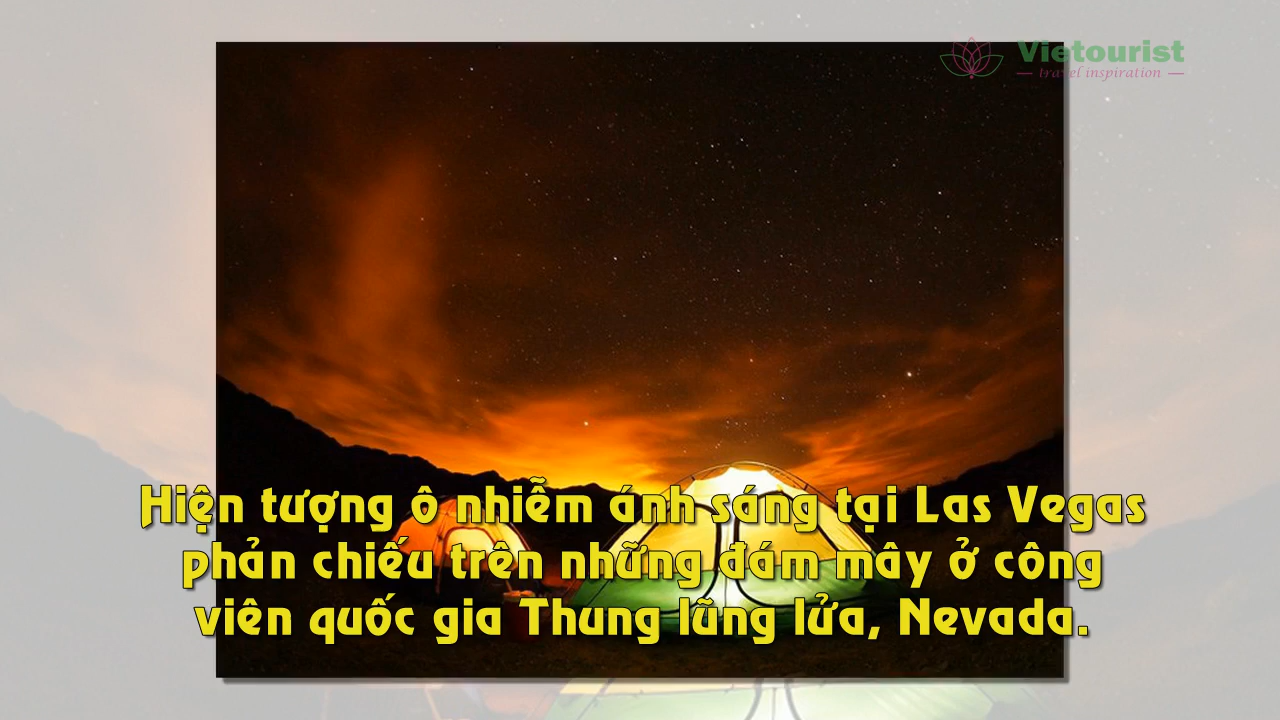 Vietourist
travel inspiration
Hiện tượng ô nhiễm ánh sáng tại Las Vegas
phản chiếu trên những đám mây ở công
viên quốc gia Thung lũng lửa, Nevada.